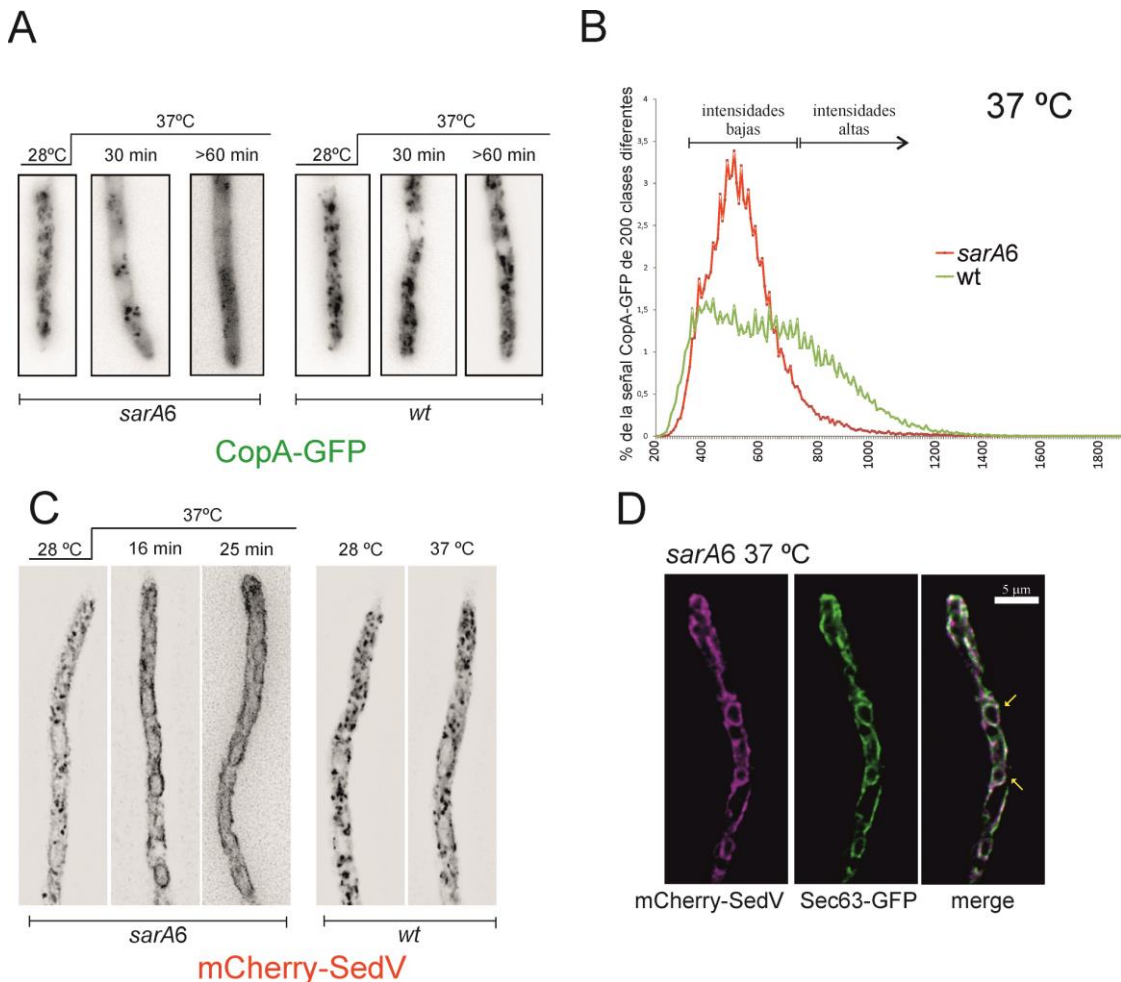 A
37ºC
37ºC
28ºC
30 min
>60 min
28ºC
30 min
>60 min
sarA6
wt
CopA-GFP
B
37 ºC
% de la señal CopA-GFP de 200 clases diferentes
4
3,5
3
2,5
2
1,5
1
0,5
0
intensidades
bajas
intensidades
altas
sarA6
wt
200
400
600
800
1000
1200
1400
1600
1800
C
37ºC
28 ºC
16 min
25 min
28 ºC
37 ºC
sarA6
wt
mCherry-SedV
D
sarA6 37 ºC
5 µm
mCherry-SedV
Sec63-GFP
merge